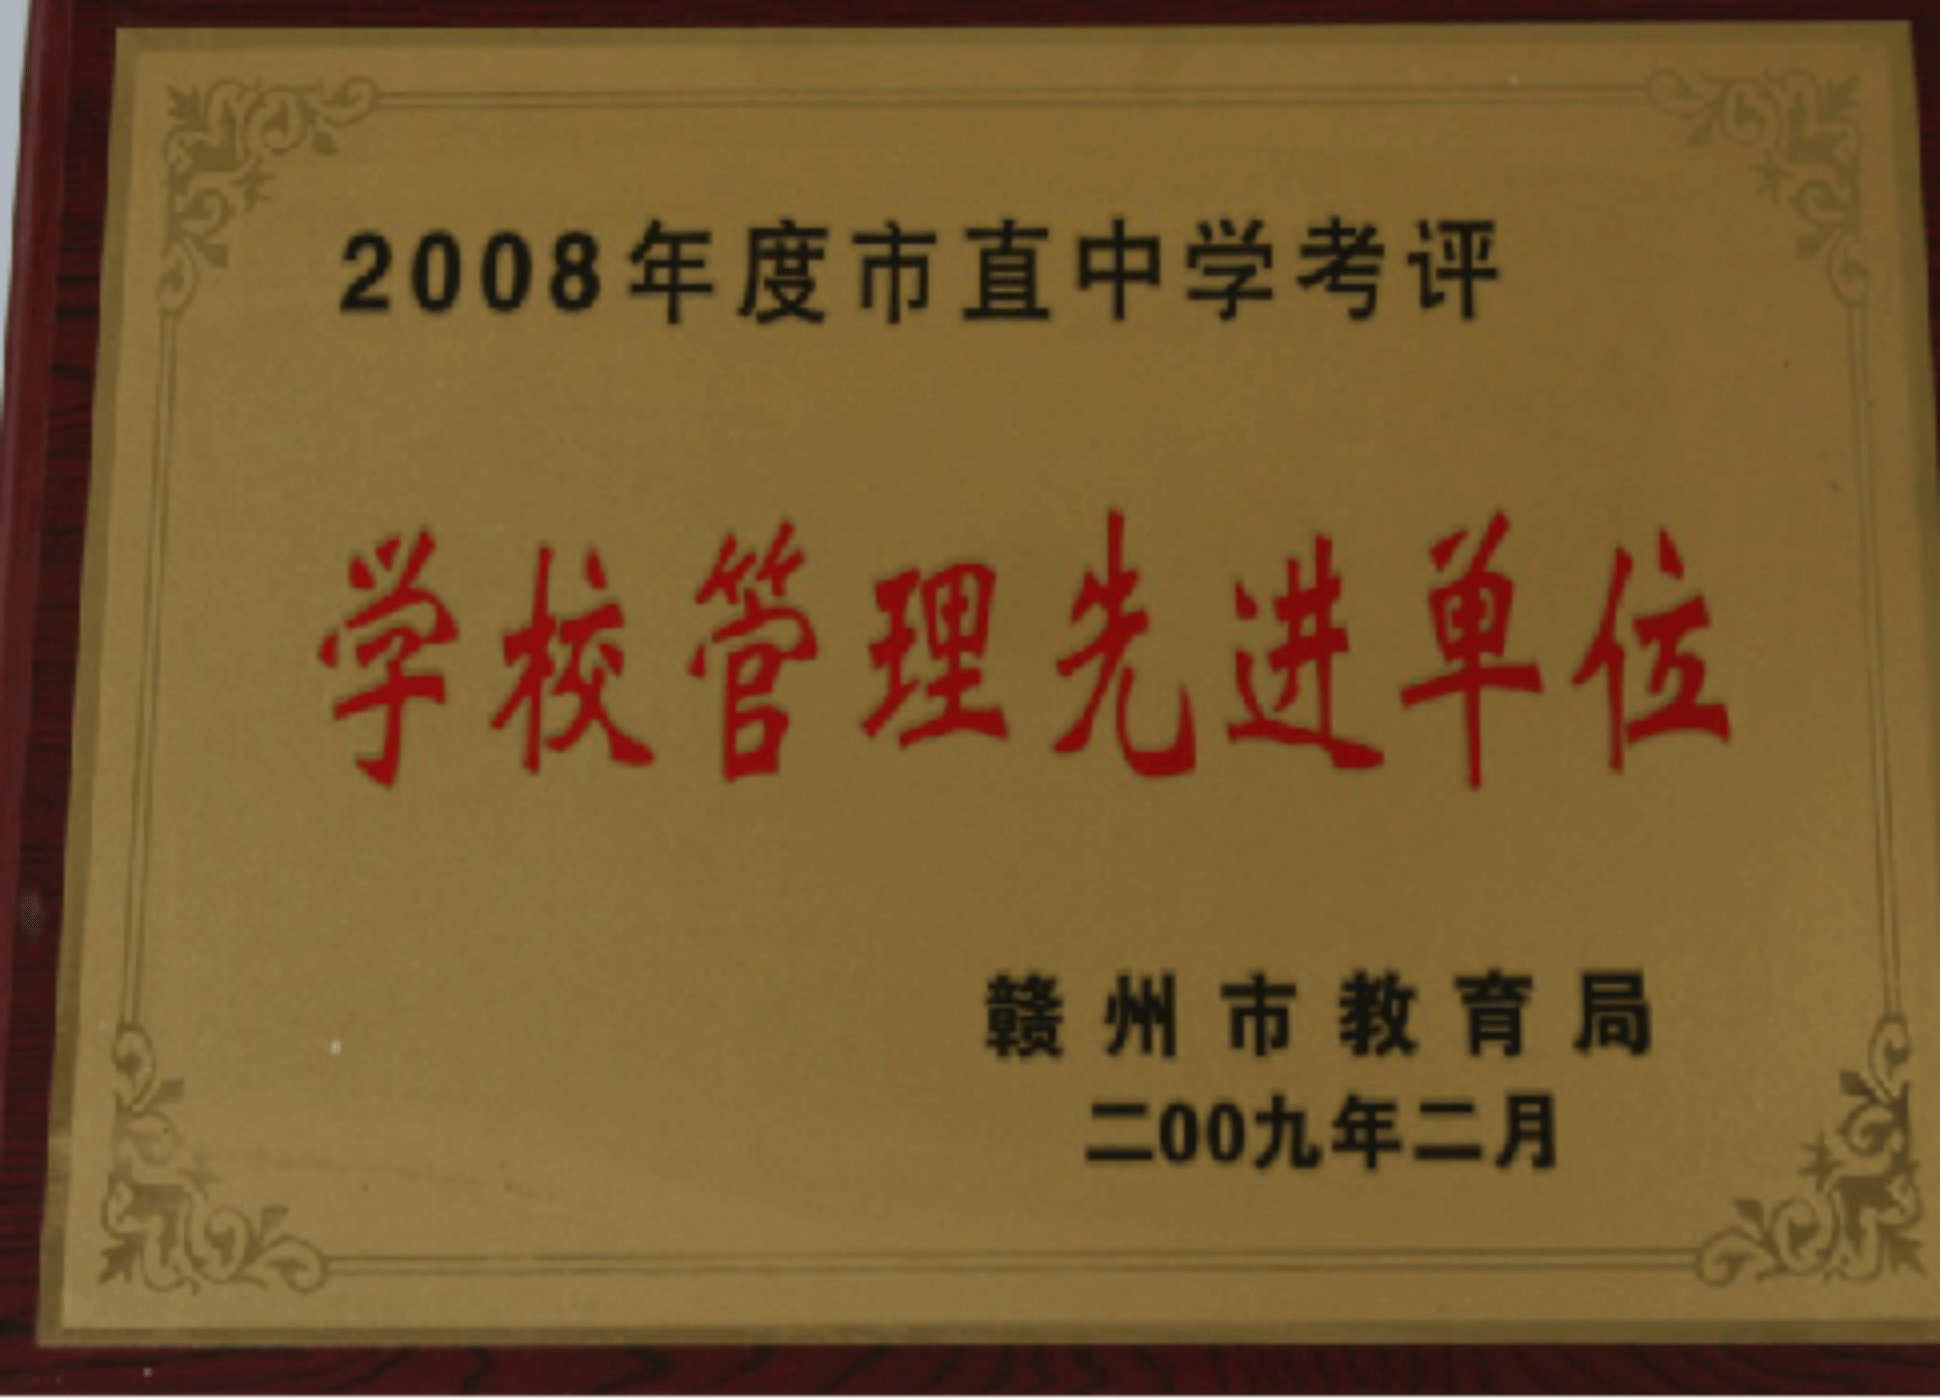 2008年度市直中学考评
学校管理先进单位
赣州市教育局
二00九年二月